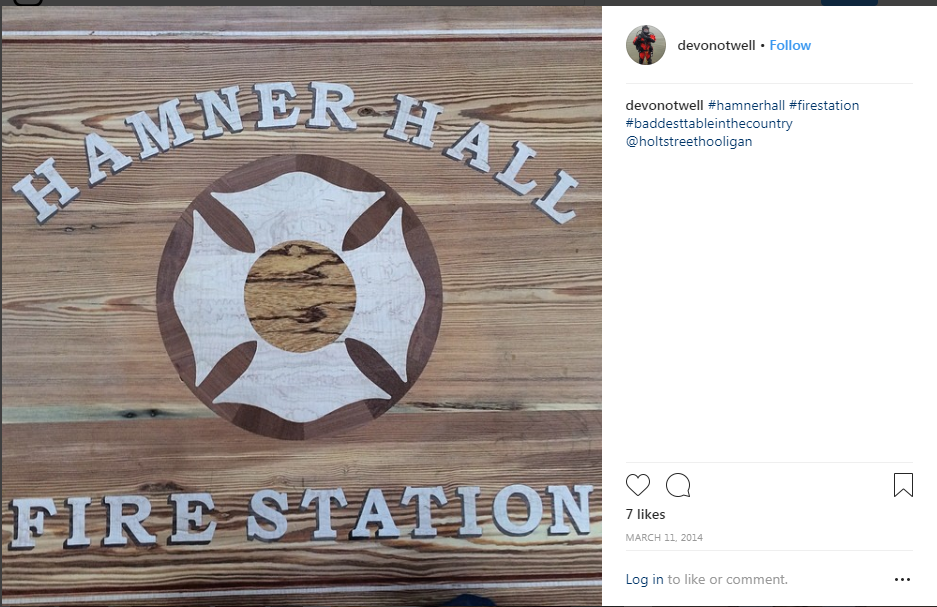 HAMNER HALL
FIRE STATION
devonotwell • Follow
devonotwell #hamnerhall #firestation
#baddesttableinthecountry
@holtstreethooligan
7 likes
MARCH 11, 2014
Log in to like or comment.